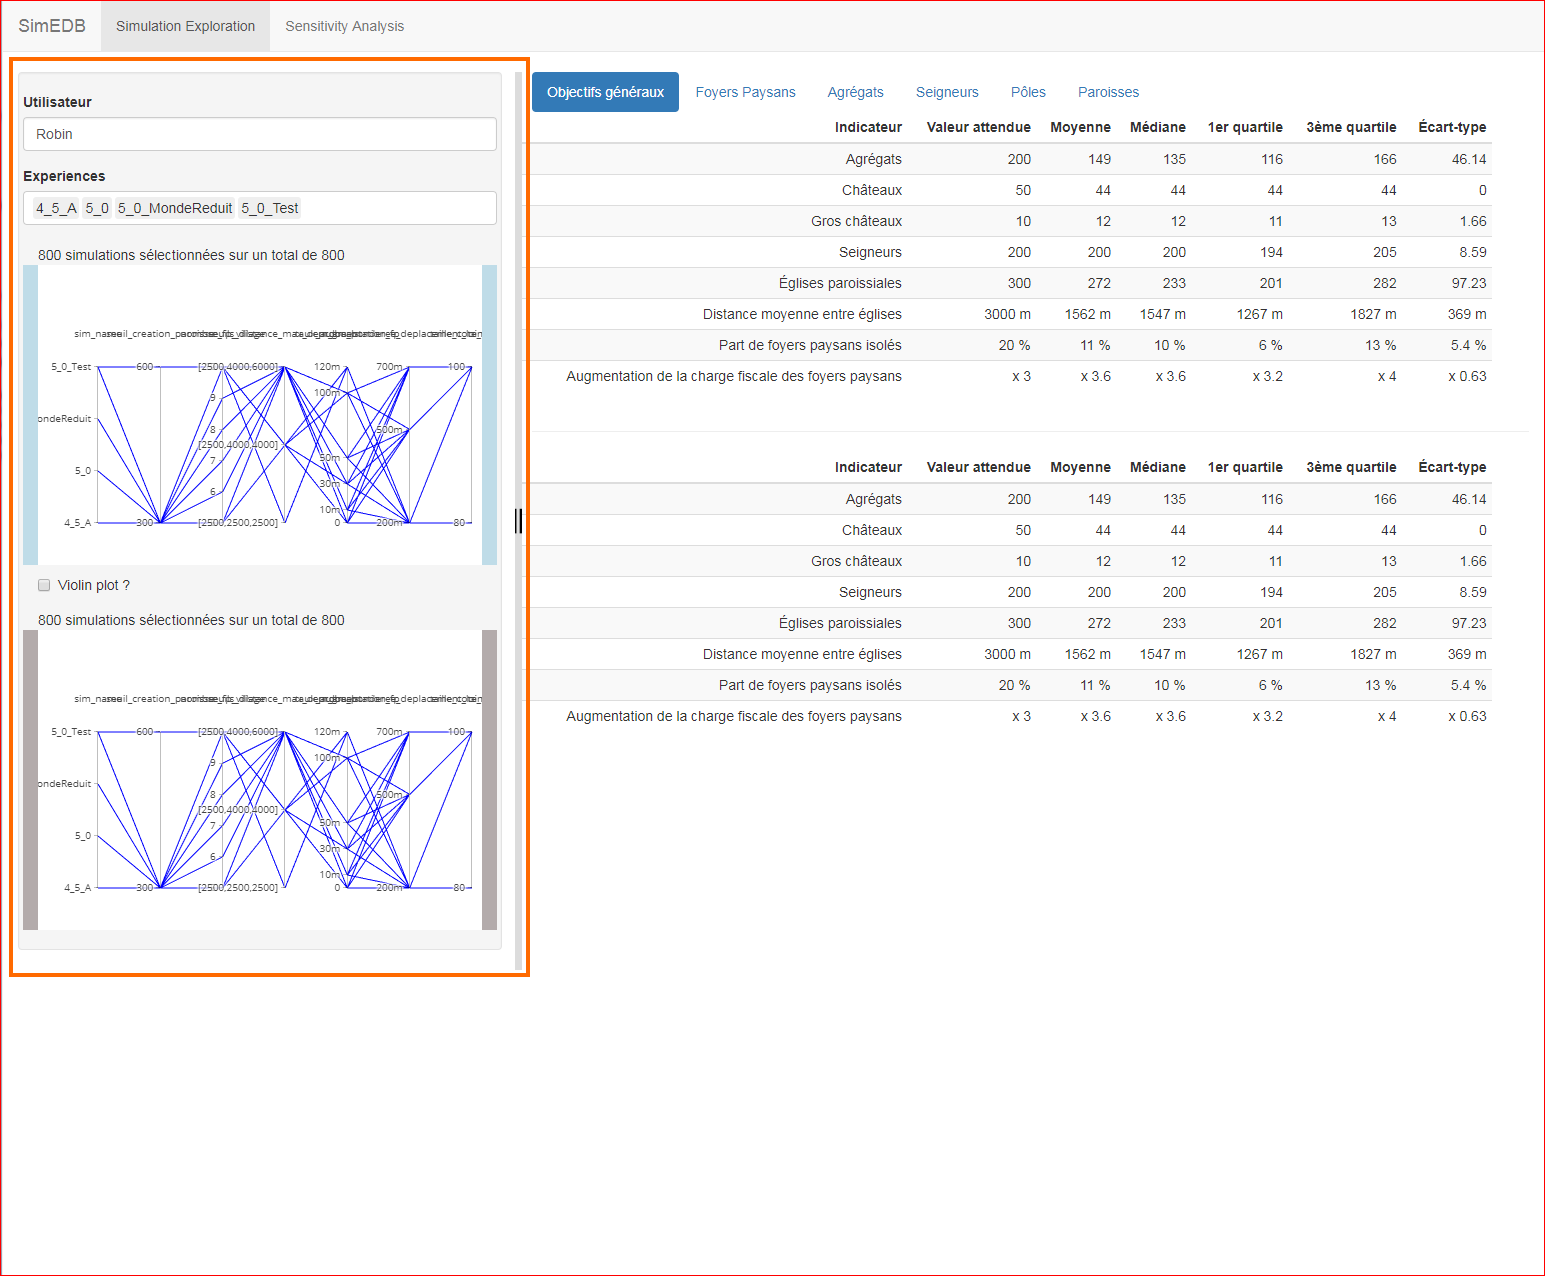 SimEDB Simulation Exploration Sensitivity Analysis
Utilisateur
Robin
Experiences
4_5_A 5_0 5_0_MondeReduit 5_0_Test
800 simulations sélectionnées sur un total de 800
5_0_Test 600 [2500,4000,6000] 120m 700m 100
9 100m
ondeReduit
8 500m
[2500,4000,4000]
7 50m
5_0
6 30m
10m
4_5_A 300 [2500,2500,2500] 0 200m 80
Violin plot ?
800 simulations sélectionnées sur un total de 800
5_0_Test 600 [2500,4000,6000] 120m 700m 100
9 100m
ondeReduit
8 500m
[2500,4000,4000]
7 50m
5_0
6 30m
10m
4_5_A 300 [2500,2500,2500] 0 200m 80
Objectifs généraux Foyers Paysans Agrégats Seigneurs Pôles Paroisses
Indicateur Valeur attendue Moyenne Médiane 1er quartile 3ème quartile Écart-type
Agrégats 200 149 135 116 166 46.14
Châteaux 50 44 44 44 44 0
Gros châteaux 10 12 12 11 13 1.66
Seigneurs 200 200 200 194 205 8.59
Églises paroissiales 300 272 233 201 282 97.23
Distance moyenne entre églises 3000 m 1562 m 1547 m 1267 m 1827 m 369 m
Part de foyers paysans isolés 20 % 11 % 10 % 6 % 13 % 5.4 %
Augmentation de la charge fiscale des foyers paysans x 3 x 3.6 x 3.6 x 3.2 x 4 x 0.63
Indicateur Valeur attendue Moyenne Médiane 1er quartile 3ème quartile Écart-type
Agrégats 200 149 135 116 166 46.14
Châteaux 50 44 44 44 44 0
Gros châteaux 10 12 12 11 13 1.66
Seigneurs 200 200 200 194 205 8.59
Églises paroissiales 300 272 233 201 282 97.23
Distance moyenne entre églises 3000 m 1562 m 1547 m 1267 m 1827 m 369 m
Part de foyers paysans isolés 20 % 11 % 10 % 6 % 13 % 5.4 %
Augmentation de la charge fiscale des foyers paysans x 3 x 3.6 x 3.6 x 3.2 x 4 x 0.63